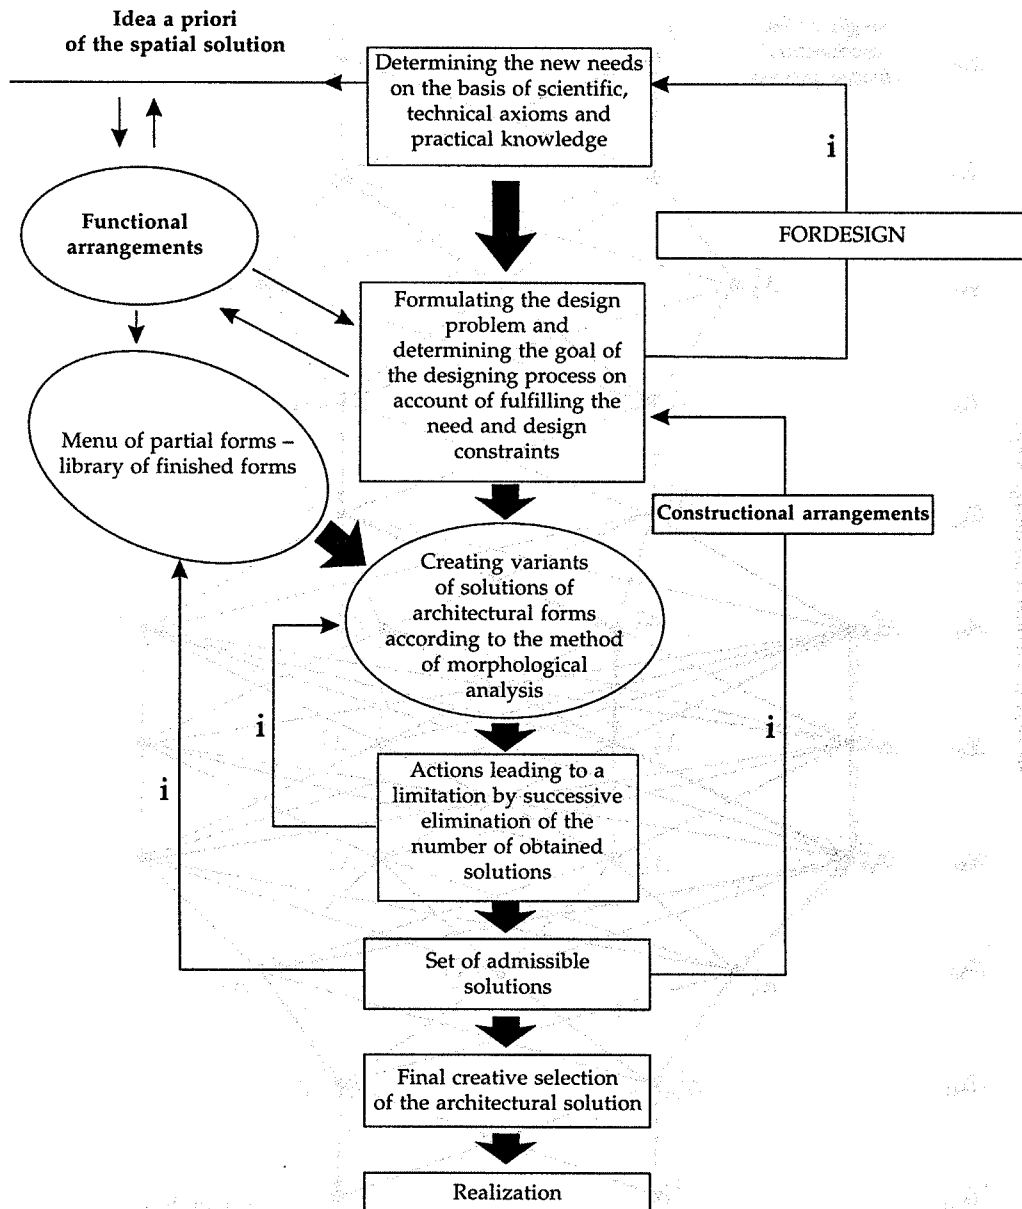 Idea a priori
of the spatial solution
Determining the new needs
on the basis of scientific,
technical axioms and
practical knowledge
i
Functional
arrangements
FORDESIGN
Formulating the design
problem and
determining the goal of
the designing process on
account of fulfilling the
need and design
constraints
Menu of partial forms –
library of finished forms
Constructional arrangements
Creating variants
of solutions of
architectural forms
according to the method
of morphological
analysis
i
i
i
Actions leading to a
limitation by successive
elimination of the
number of obtained
solutions
Set of admissible
solutions
Final creative selection
of the architectural solution
Realization